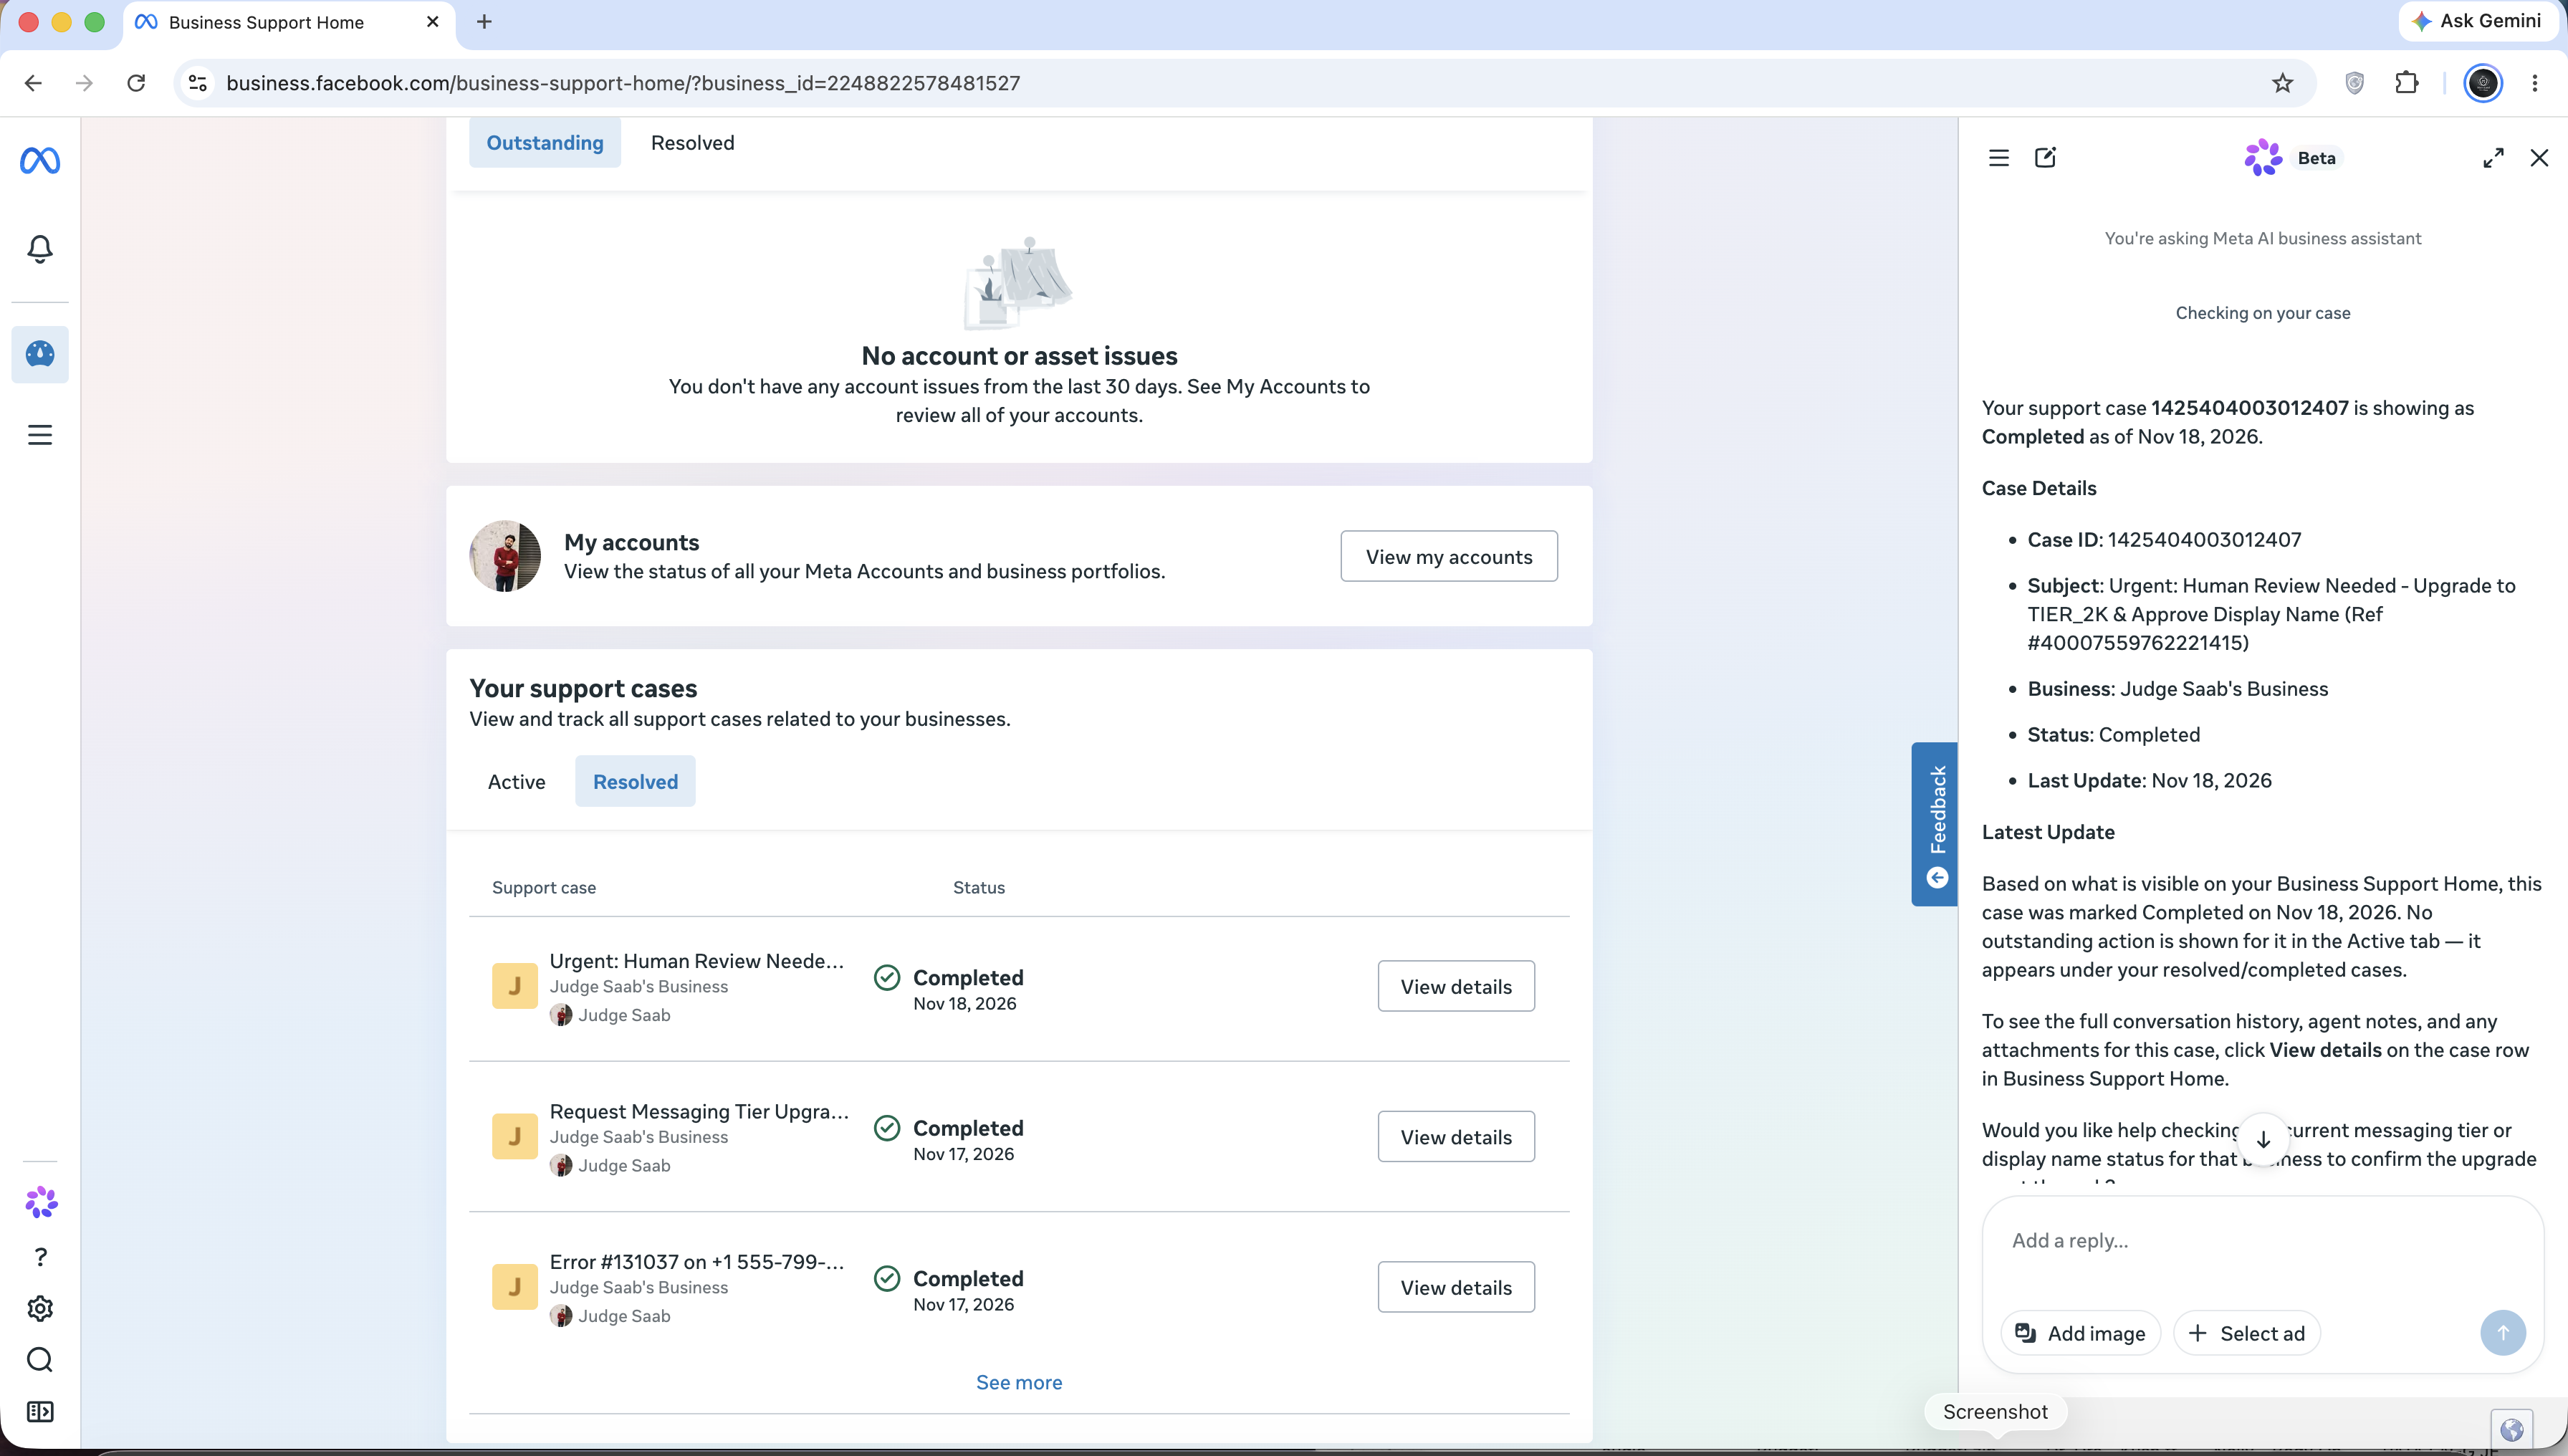 Business Support Home
Ask Gemini
business.facebook.com/business-support-home/?business_id=2248822578481527
Outstanding
Resolved
No account or asset issues
You don't have any account issues from the last 30 days. See My Accounts to
review all of your accounts.
My accounts
View the status of all your Meta Accounts and business portfolios.
View my accounts
Your support cases
View and track all support cases related to your businesses.
Active
Resolved
Support case
Status
Urgent: Human Review Neede...
Judge Saab's Business
Judge Saab
Completed
Nov 18, 2026
View details
J
Request Messaging Tier Upgra...
Judge Saab's Business
Judge Saab
Completed
Nov 17, 2026
View details
J
Error #131037 on +1 555-799-...
Judge Saab's Business
Judge Saab
Completed
Nov 17, 2026
View details
J
See more
Feedback
Beta
You're asking Meta AI business assistant
Checking on your case
Your support case 1425404003012407 is showing as
Completed as of Nov 18, 2026.
Case Details
• Case ID: 1425404003012407
• Subject: Urgent: Human Review Needed - Upgrade to
TIER_2K & Approve Display Name (Ref
#40007559762221415)
• Business: Judge Saab's Business
• Status: Completed
• Last Update: Nov 18, 2026
Latest Update
Based on what is visible on your Business Support Home, this
case was marked Completed on Nov 18, 2026. No
outstanding action is shown for it in the Active tab — it
appears under your resolved/completed cases.
To see the full conversation history, agent notes, and any
attachments for this case, click View details on the case row
in Business Support Home.
Would you like help checking current messaging tier or
display name status for that business to confirm the upgrade
Add a reply...
Add image
Select ad
Screenshot